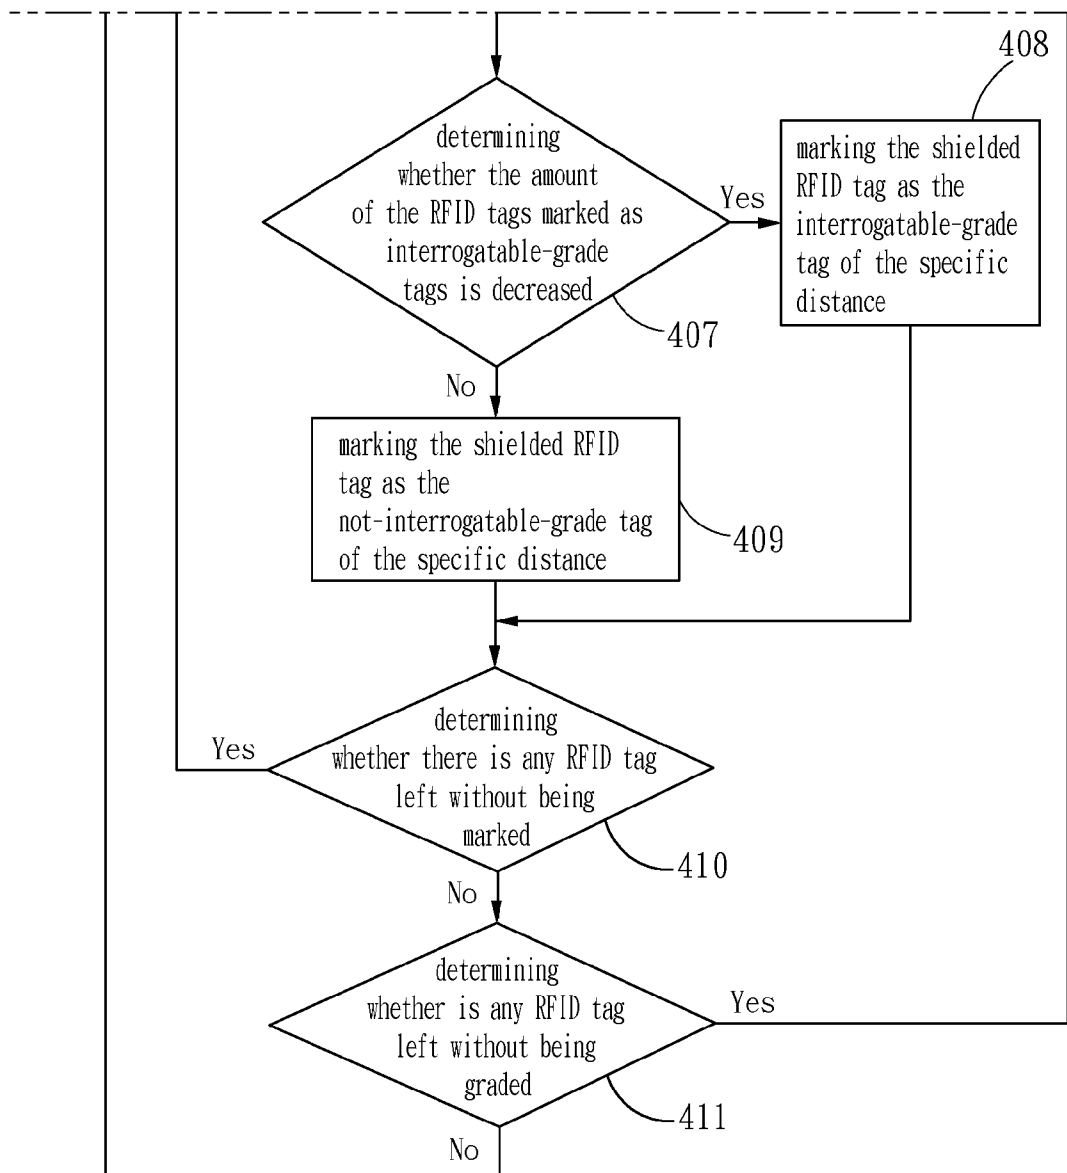 408
determining
whether the amount
of the RFID tags marked as
interrogatable-grade
tags is decreased
Yes
marking the shielded
RFID tag as the
interrogatable-grade
tag of the specific
distance
407
No
marking the shielded RFID
tag as the
not-interrogatable-grade tag
of the specific distance
409
determining
whether there is any RFID tag
left without being
marked
Yes
410
No
determining
whether is any RFID tag
left without being
graded
Yes
411
No